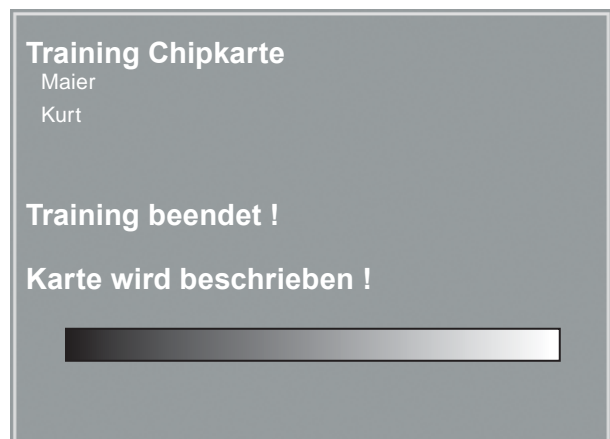 Training Chipkarte
Maier
Kurt
Training beendet !
Karte wird beschrieben !